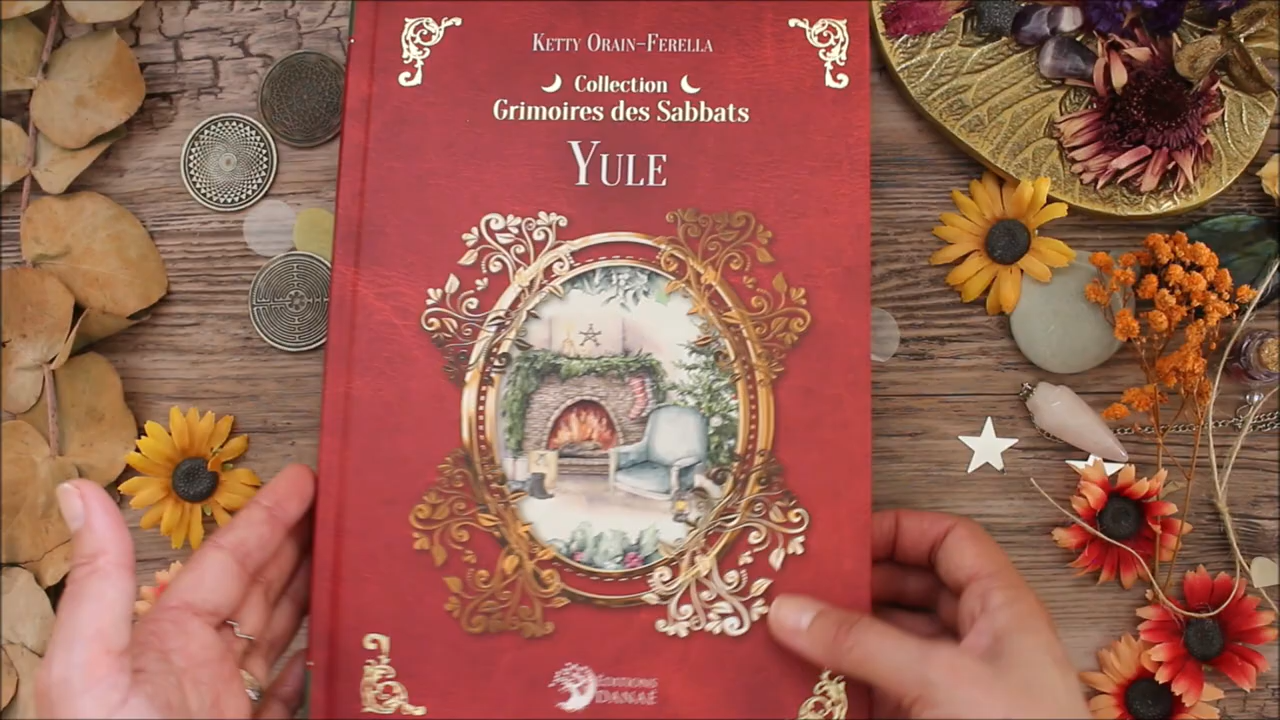 Ketty Orain-Ferella
Collection
Grimoires des Sabbats
Yule
Éditions
Danaé